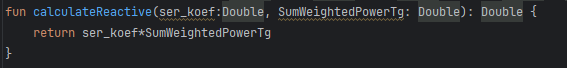 fun calculateReactive(ser_koef:Double, SumWeightedPowerTg: Double): Double {
    return ser_koef*SumWeightedPowerTg
}